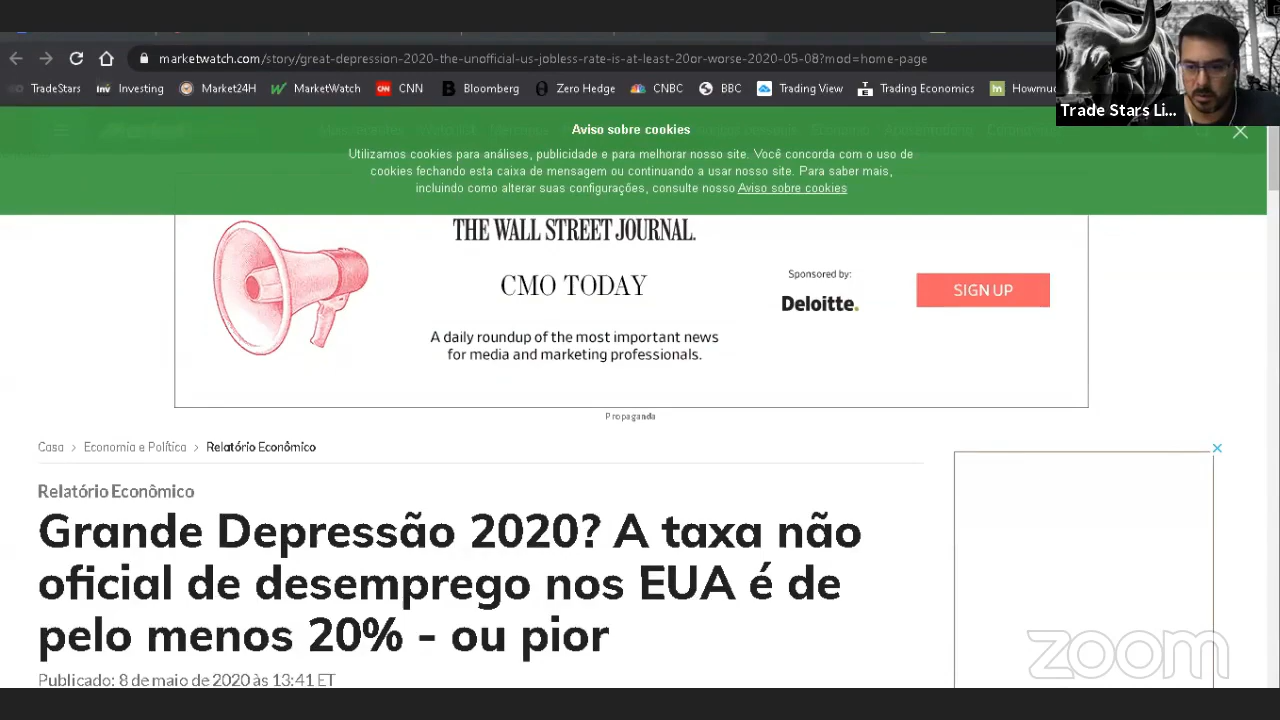 marketwatch.com/story/great-depression-2020-the-unofficial-us-jobless-rate-is-at-least-20or-worse-2020-05-08?mod=home-page
TradeStars Investing Market24H MarketWatch CNN Bloomberg Zero Hedge CNBC BBC Trading View Trading Economics Howmu
Trade Stars Li...
Aviso sobre cookies
Utilizamos cookies para análises, publicidade e para melhorar nosso site. Você concorda com o uso de
cookies fechando esta caixa de mensagem ou continuando a usar nosso site. Para saber mais,
incluindo como alterar suas configurações, consulte nosso Aviso sobre cookies
THE WALL STREET JOURNAL.
CMO TODAY
A daily roundup of the most important news
for media and marketing professionals.
Sponsored by:
Deloitte.
SIGN UP
Propaganda
Casa > Economia e Política > Relatório Econômico
Relatório Econômico
Grande Depressão 2020? A taxa não
oficial de desemprego nos EUA é de
pelo menos 20% - ou pior
Publicado: 8 de maio de 2020 às 13:41 ET
zoom